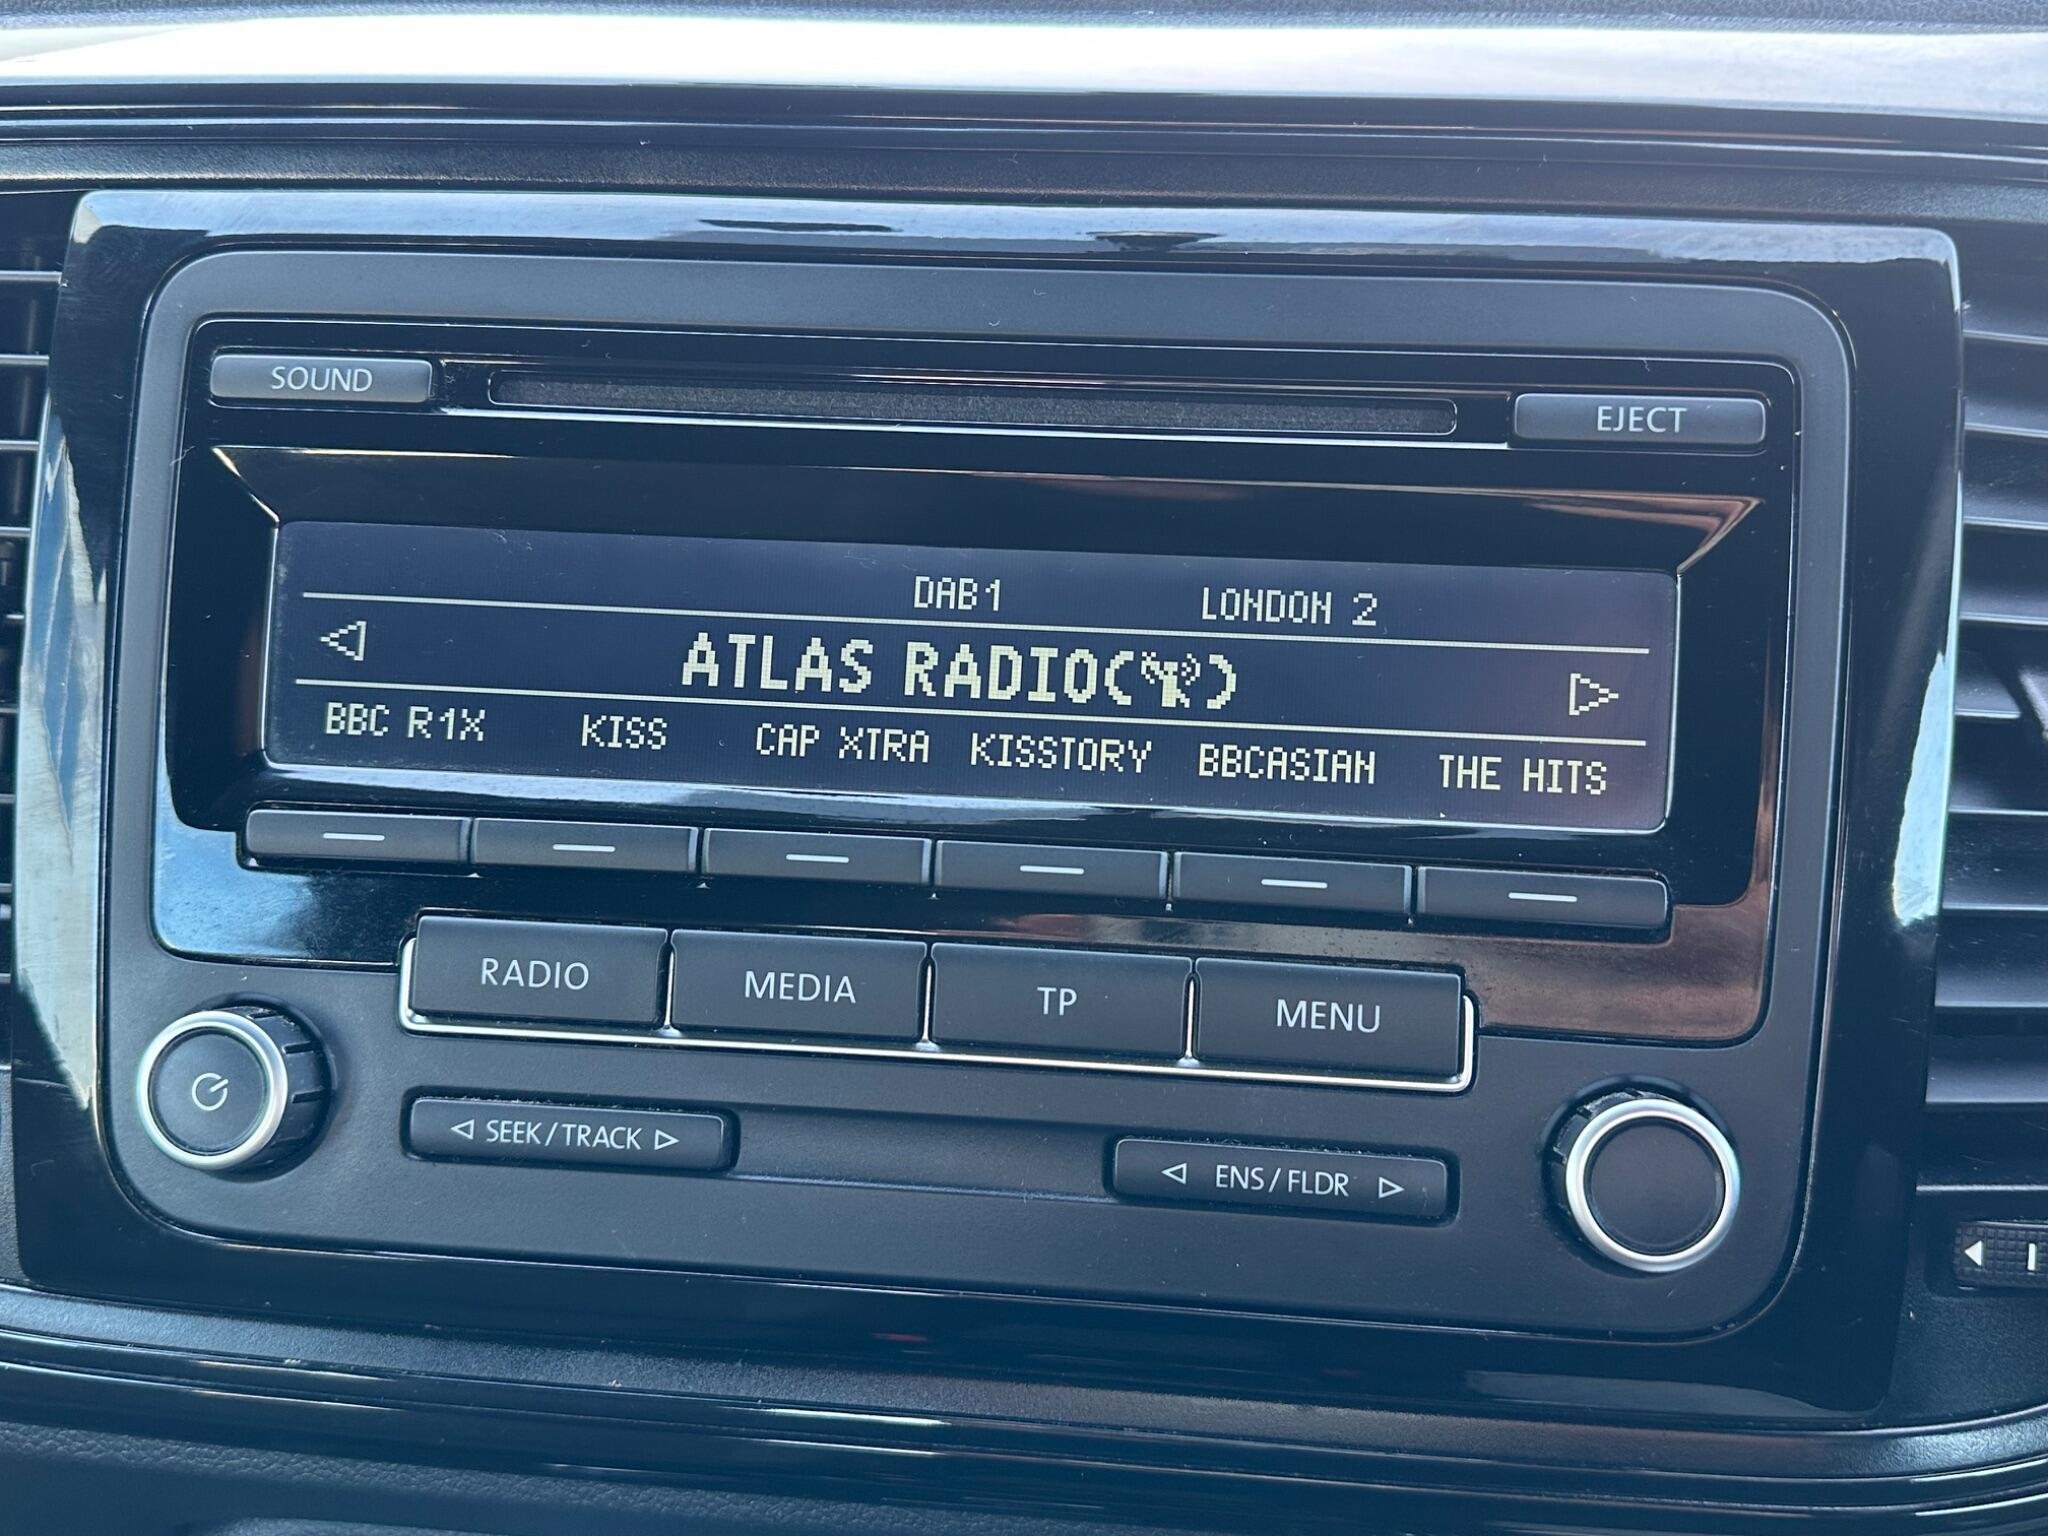 SOUND
EJECT
DAB1 LONDON 2
ATLAS RADIO( )
BBC R1X KISS CAP XTRA KISSTORY BBCASIAN THE HITS
RADIO MEDIA TP MENU
SEEK/TRACK
ENS/FLDR